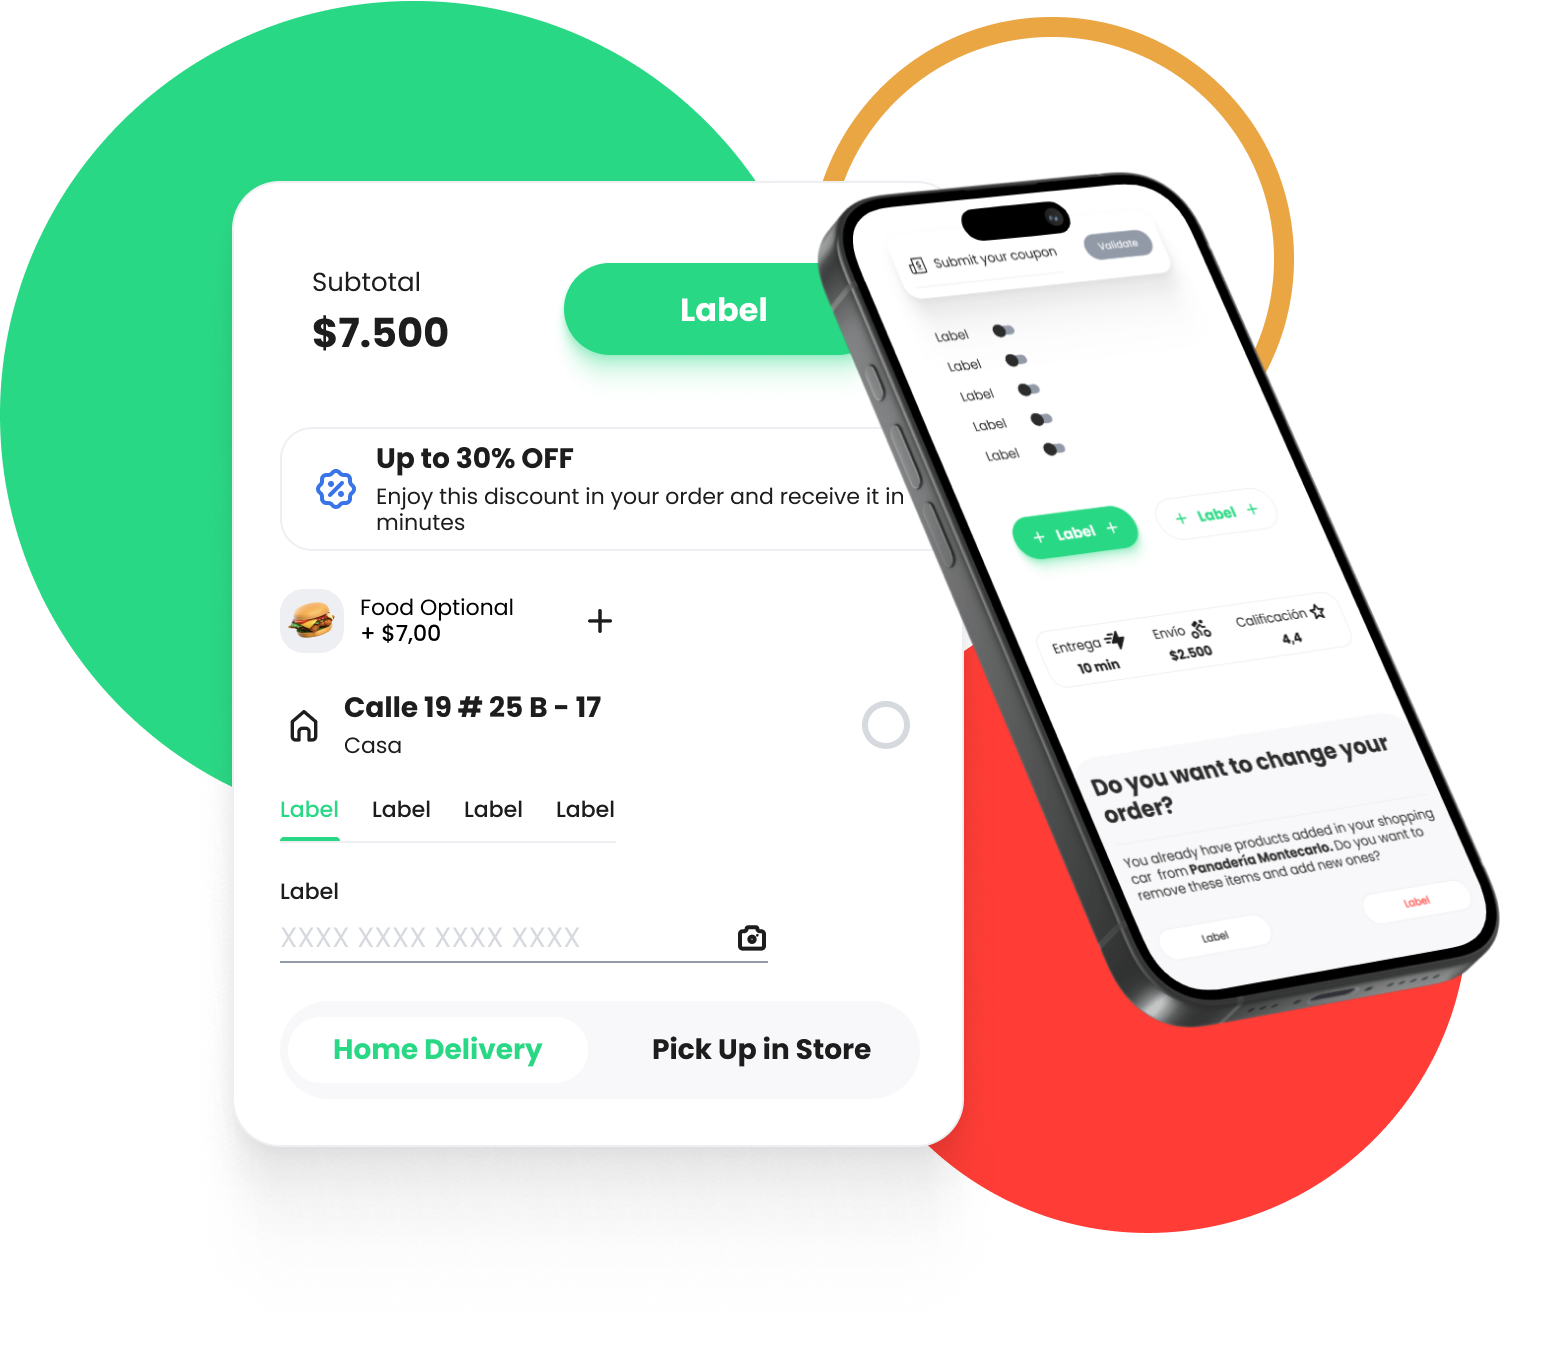 Subtotal
$7.500
Label
Up to 30% OFF
Enjoy this discount in your order and receive it in
minutes
Food Optional
+ $7,00
Calle 19 # 25 B - 17
Casa
Label Label Label Label
Label
XXXX XXXX XXXX XXXX
Home Delivery Pick Up in Store
Submit your coupon Validate
Label
Label
Label
Label
Label
+ Label + + Label +
Entrega Envío Calificación
10 min $2.500 4,4
Do you want to change your
order?
You already have products added in your shopping
car from Panadería Montecarlo. Do you want to
remove these items and add new ones?
Label Label